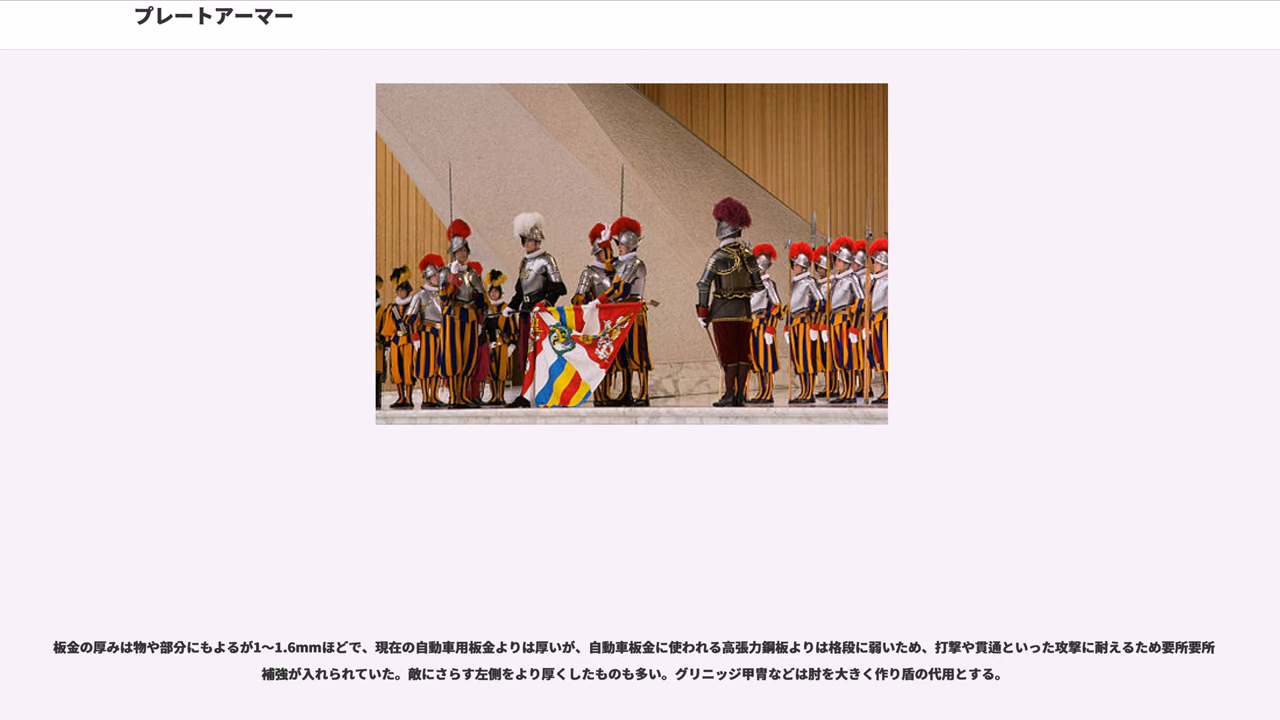 プレートアーマー
板金の厚みは物や部分にもよるが1〜1.6mmほどで、現在の自動車用板金よりは厚いが、自動車板金に使われる高張力鋼板よりは格段に弱いため、打撃や貫通といった攻撃に耐えるため要所要所
補強が入れられていた。敵にさらす左側をより厚くしたものも多い。グリニッジ甲冑などは肘を大きく作り盾の代用とする。